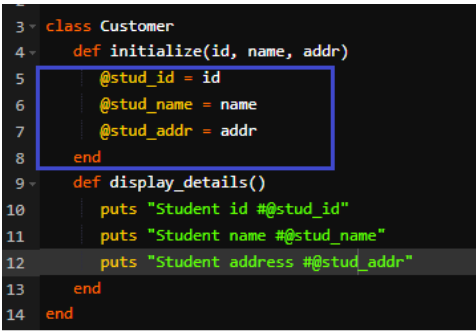 3 class Customer
4 def initialize(id, name, addr)
5 @stud_id = id
6 @stud_name = name
7 @stud_addr = addr
8 end
9 def display_details()
10 puts "Student id #@stud_id"
11 puts "Student name #@stud_name"
12 puts "Student address #@stud_addr"
13 end
14 end